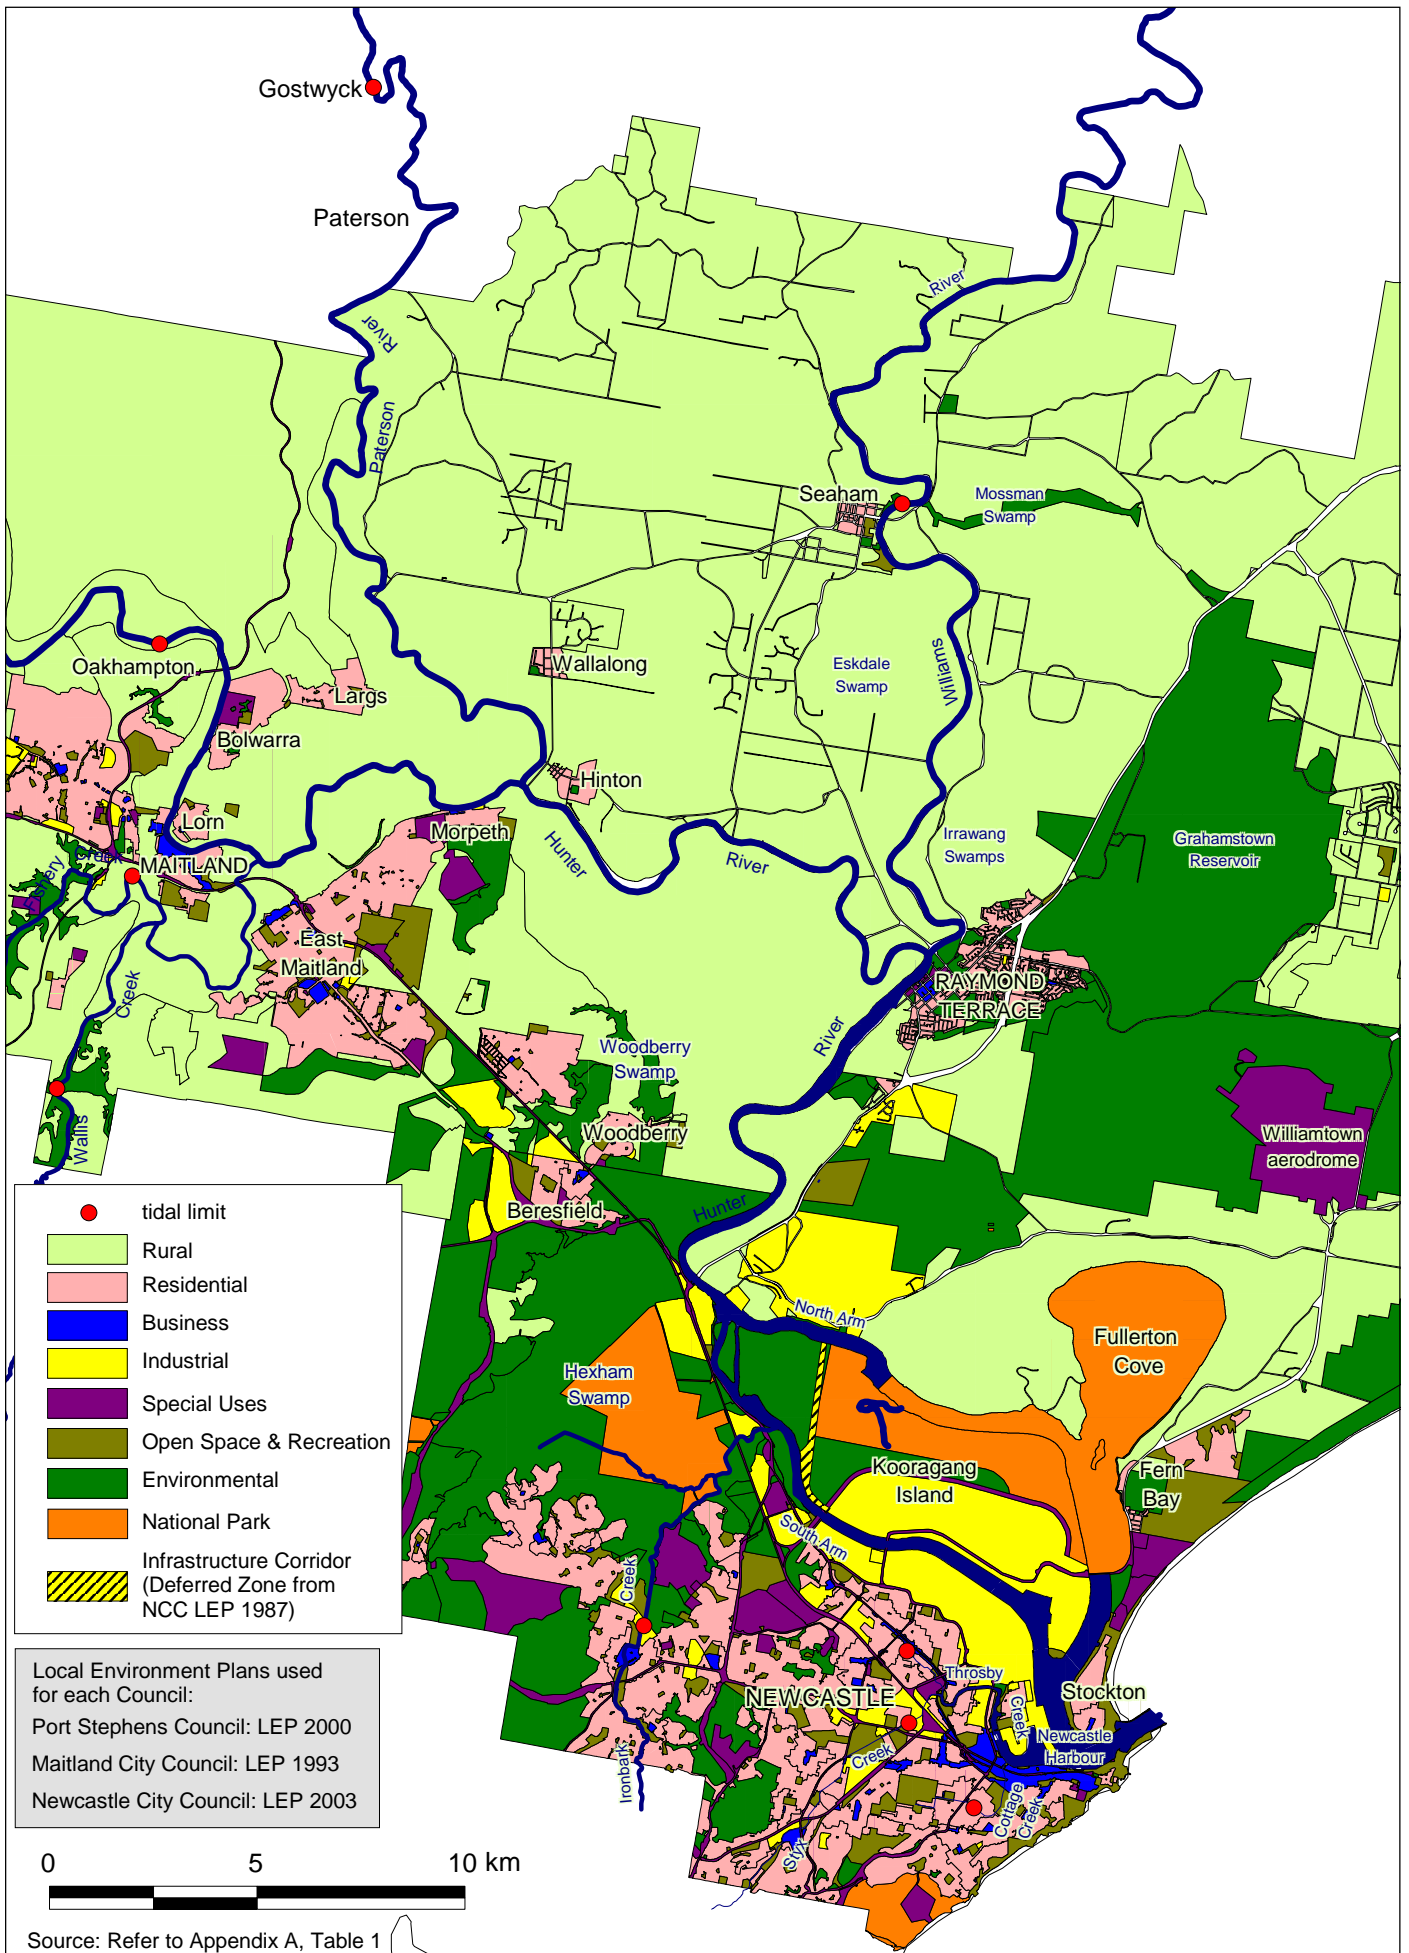 Gostwyck
Paterson
River
River
Paterson
Seaham
Mossman
Swamp
Oakhampton
Wallalong
Eskdale
Swamp
Williams
Largs
Bolwarra
Hinton
Lorn
Morpeth
Hunter
River
Irrawang
Swamps
Grahamstown
Reservoir
Fishery
Creek
MAITLAND
East
Maitland
RAYMOND
TERRACE
Creek
River
Woodberry
Swamp
Wallis
Woodberry
Williamtown
aerodrome
Beresfield
Hunter
North Arm
Fullerton
Cove
Hexham
Swamp
Kooragang
Island
Fern
Bay
South Arm
Creek
Throsby
Creek
Stockton
NEWCASTLE
Newcastle
Harbour
Creek
Ironbark
Cottage
Creek
Styx
tidal limit
Rural
Residential
Business
Industrial
Special Uses
Open Space & Recreation
Environmental
National Park
Infrastructure Corridor
(Deferred Zone from
NCC LEP 1987)
Local Environment Plans used
for each Council:
Port Stephens Council: LEP 2000
Maitland City Council: LEP 1993
Newcastle City Council: LEP 2003
0 5 10 km
Source: Refer to Appendix A, Table 1